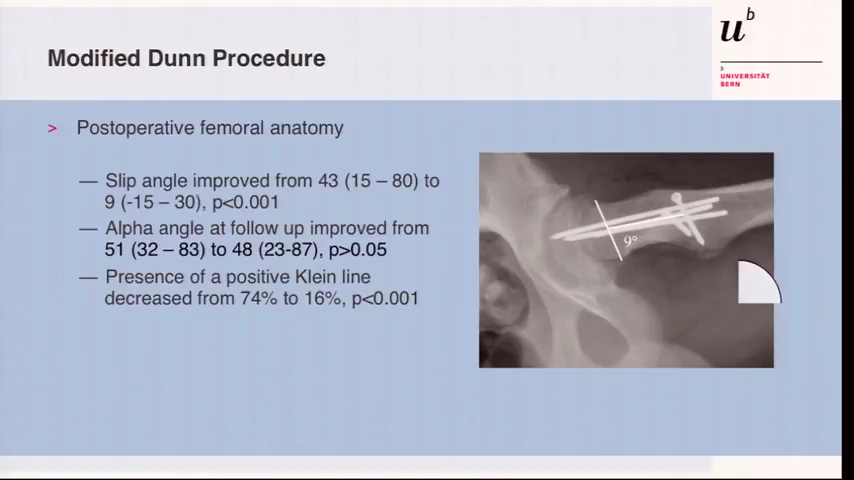 u
b
Modified Dunn Procedure
b
UNIVERSITÄT
BERN
> Postoperative femoral anatomy
— Slip angle improved from 43 (15 – 80) to
9 (-15 – 30), p<0.001
— Alpha angle at follow up improved from
51 (32 – 83) to 48 (23-87), p>0.05
— Presence of a positive Klein line
decreased from 74% to 16%, p<0.001
9°